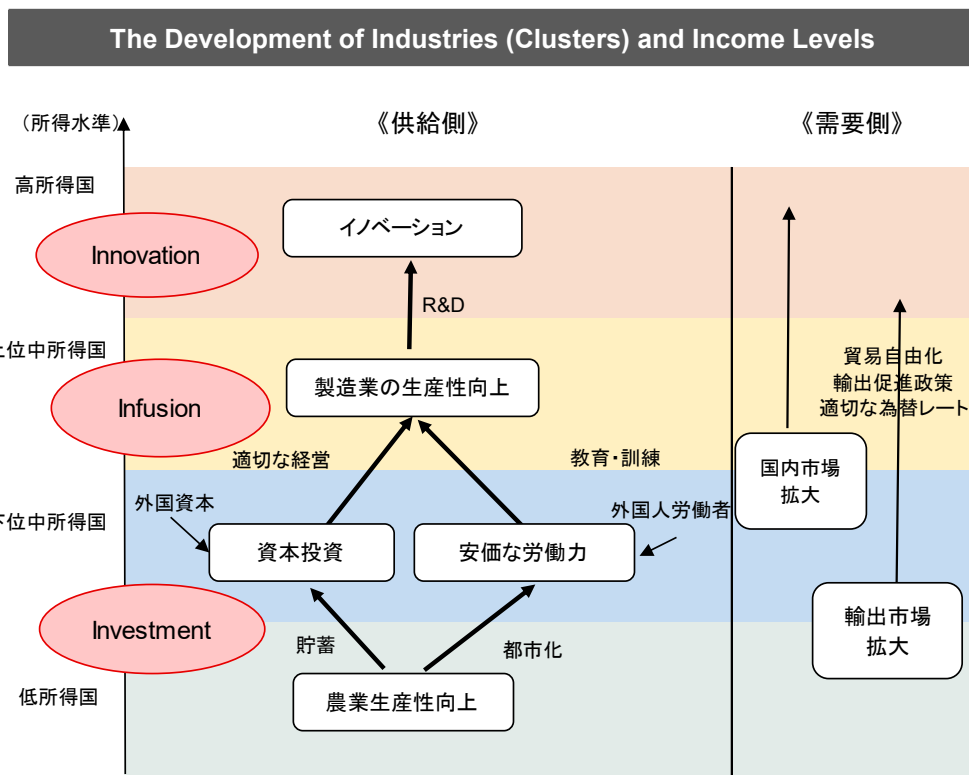 The Development of Industries (Clusters) and Income Levels
（所得水準）
《供給側》
《需要側》
高所得国
イノベーション
Innovation
R&D
上位中所得国
貿易自由化
輸出促進政策
適切な為替レート
製造業の生産性向上
Infusion
適切な経営
教育・訓練
国内市場
拡大
外国資本
外国人労働者
下位中所得国
資本投資
安価な労働力
Investment
輸出市場
拡大
貯蓄
都市化
低所得国
農業生産性向上